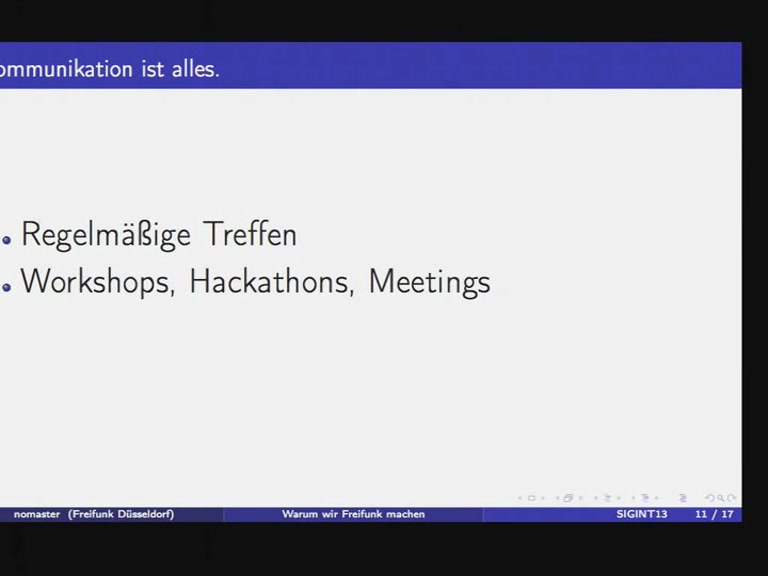 ommunikation ist alles.
Regelmäßige Treffen
Workshops, Hackathons, Meetings
nomaster (Freifunk Düsseldorf) Warum wir Freifunk machen SIGINT13 11 / 17